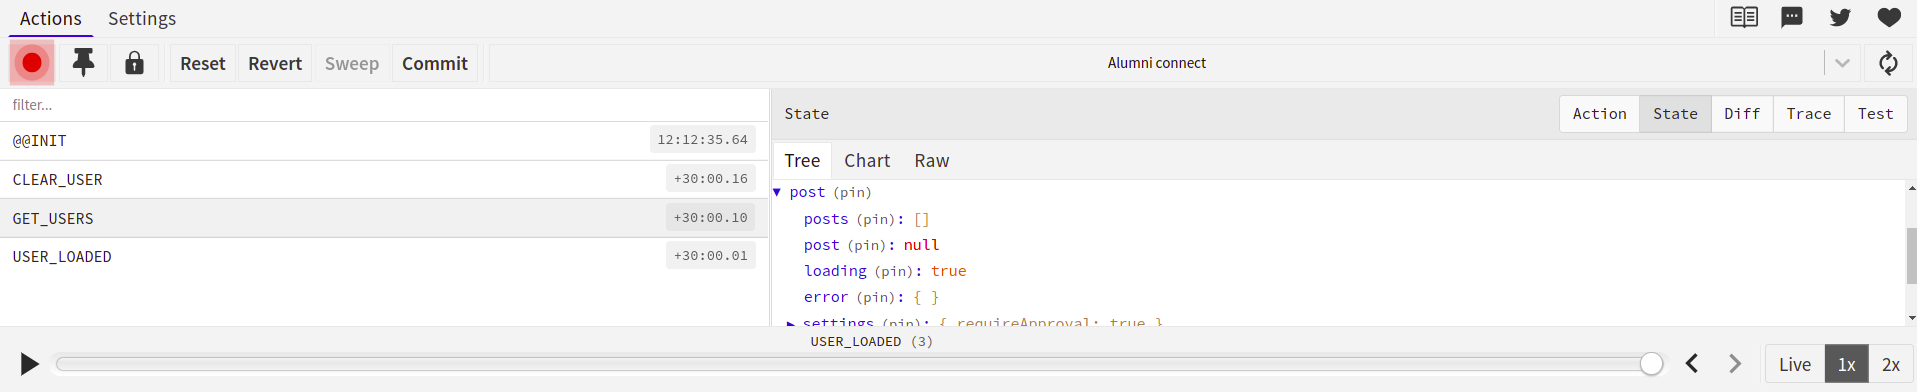 Actions Settings
Reset Revert Sweep Commit Alumni connect
filter...
@@INIT 12:12:35.64
CLEAR_USER +30:00.16
GET_USERS +30:00.10
USER_LOADED +30:00.01
State Action State Diff Trace Test
Tree Chart Raw
post (pin)
posts (pin): []
post (pin): null
loading (pin): true
error (pin): { }
settings (pin): { requireApproval: true }
USER_LOADED (3)
Live 1x 2x